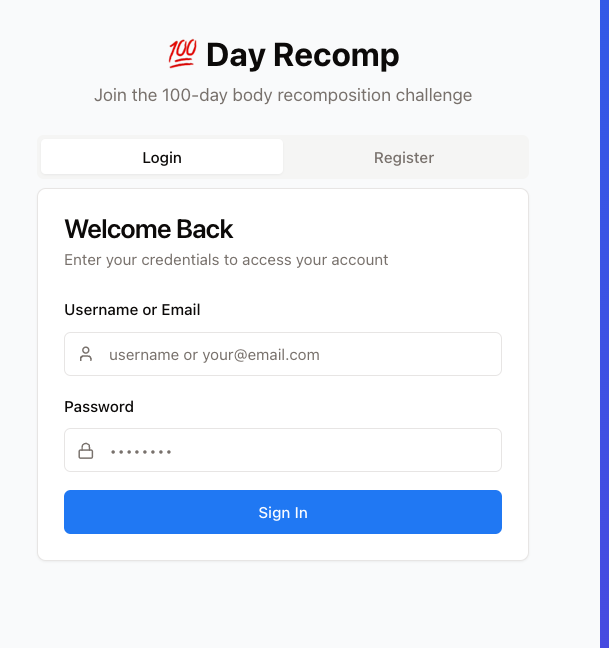 💯 Day Recomp
Join the 100-day body recomposition challenge
Login
Register
Welcome Back
Enter your credentials to access your account
Username or Email
username or your@email.com
Password
••••••••
Sign In